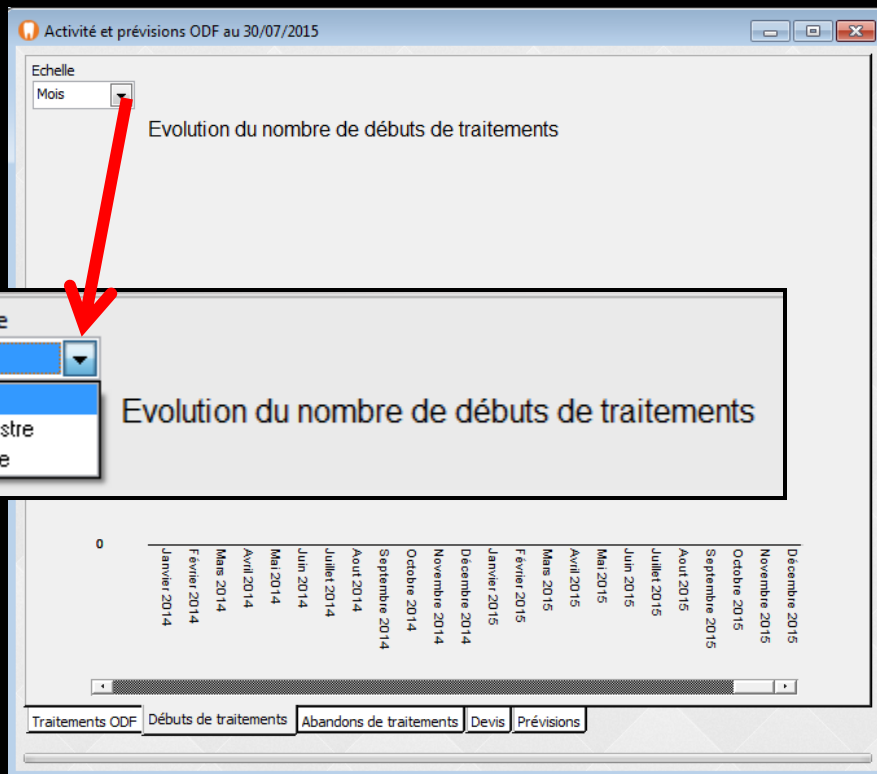 Activité et prévisions ODF au 30/07/2015
Echelle
Mois
Evolution du nombre de débuts de traitements
e
stre
e
Evolution du nombre de débuts de traitements
0
Janvier 2014
Février 2014
Mars 2014
Avril 2014
Mai 2014
Juin 2014
Juillet 2014
Aout 2014
Septembre 2014
Octobre 2014
Novembre 2014
Décembre 2014
Janvier 2015
Février 2015
Mars 2015
Avril 2015
Mai 2015
Juin 2015
Juillet 2015
Aout 2015
Septembre 2015
Octobre 2015
Novembre 2015
Décembre 2015
Traitements ODF Débuts de traitements Abandons de traitements Devis Prévisions